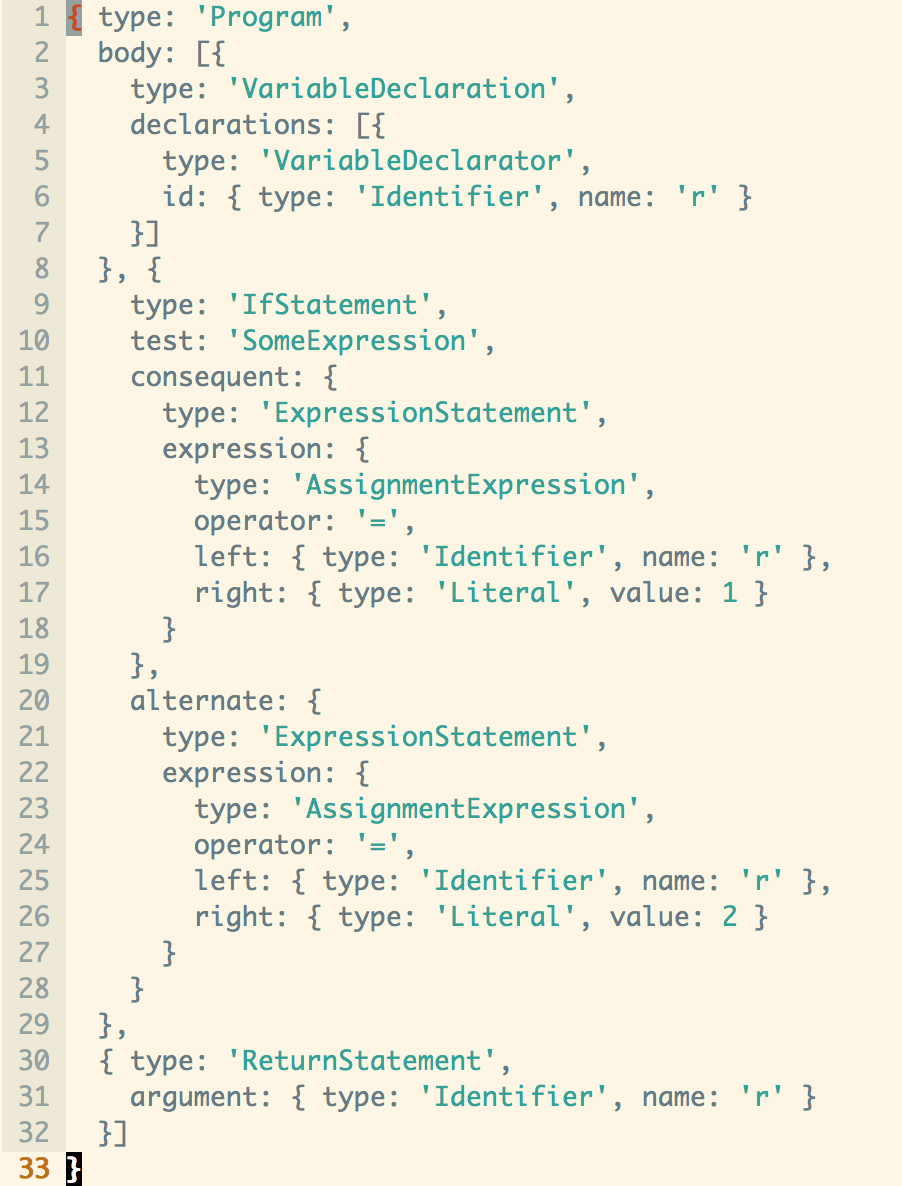 1 { type: 'Program',
2   body: [{
3     type: 'VariableDeclaration',
4     declarations: [{
5       type: 'VariableDeclarator',
6       id: { type: 'Identifier', name: 'r' }
7     }]
8   }, {
9     type: 'IfStatement',
10     test: 'SomeExpression',
11     consequent: {
12       type: 'ExpressionStatement',
13       expression: {
14         type: 'AssignmentExpression',
15         operator: '=',
16         left: { type: 'Identifier', name: 'r' },
17         right: { type: 'Literal', value: 1 }
18       }
19     },
20     alternate: {
21       type: 'ExpressionStatement',
22       expression: {
23         type: 'AssignmentExpression',
24         operator: '=',
25         left: { type: 'Identifier', name: 'r' },
26         right: { type: 'Literal', value: 2 }
27       }
28     }
29   },
30   { type: 'ReturnStatement',
31     argument: { type: 'Identifier', name: 'r' }
32   }]
33 }